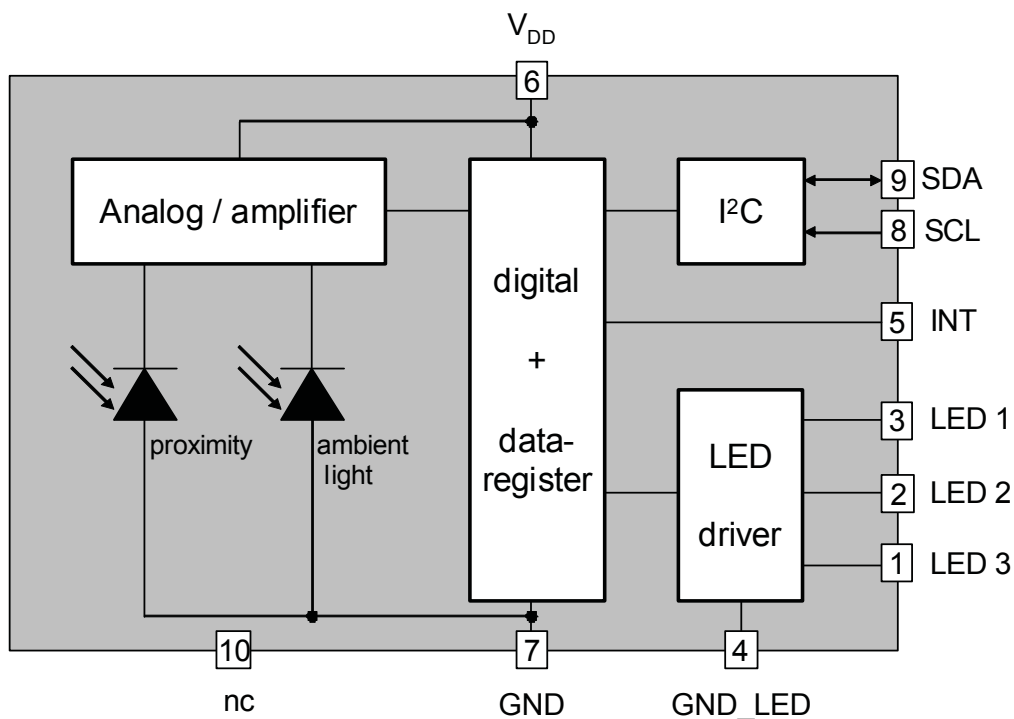 V_DD
6
Analog / amplifier
I²C
9 SDA
8 SCL
digital
+
data-
register
5 INT
proximity
ambient
light
LED
driver
3 LED 1
2 LED 2
1 LED 3
10
7
4
nc
GND
GND_LED